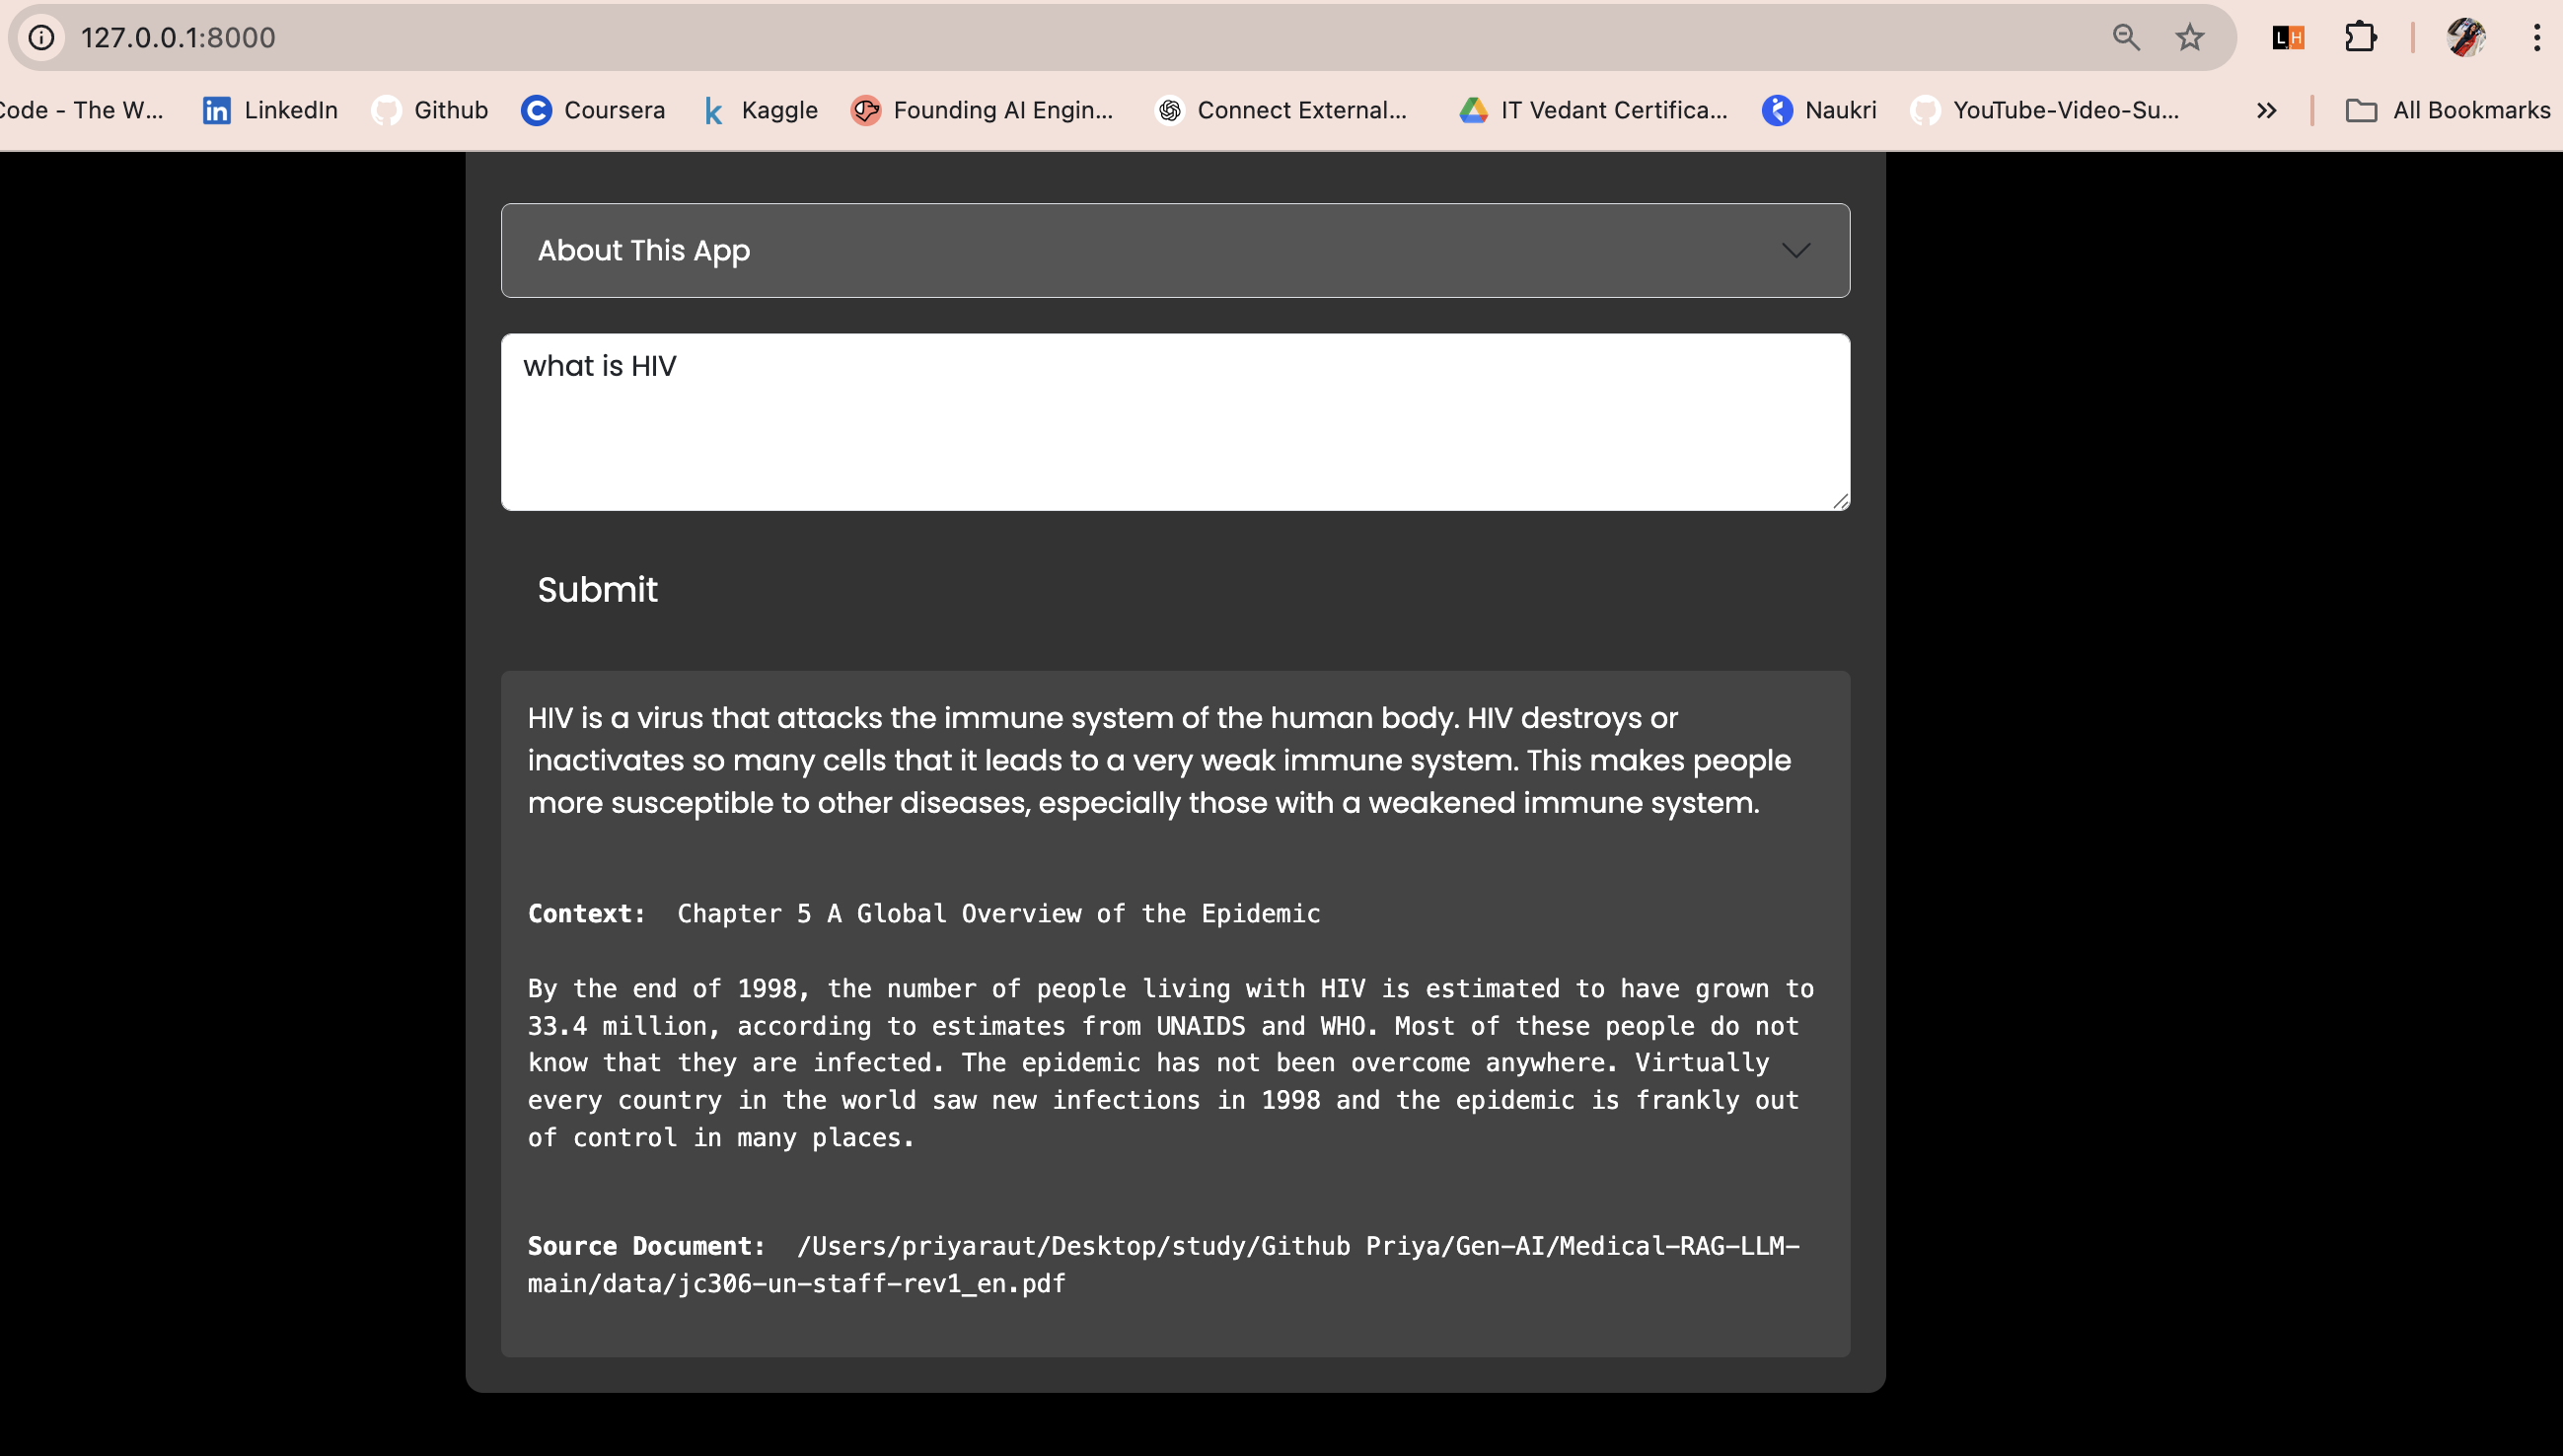 127.0.0.1:8000
LH
Code - The W...
in LinkedIn
Github
C Coursera
k Kaggle
Founding AI Engin...
Connect External...
IT Vedant Certifica...
Naukri
YouTube-Video-Su...
All Bookmarks
About This App
what is HIV
Submit
HIV is a virus that attacks the immune system of the human body. HIV destroys or
inactivates so many cells that it leads to a very weak immune system. This makes people
more susceptible to other diseases, especially those with a weakened immune system.
Context: Chapter 5 A Global Overview of the Epidemic
By the end of 1998, the number of people living with HIV is estimated to have grown to
33.4 million, according to estimates from UNAIDS and WHO. Most of these people do not
know that they are infected. The epidemic has not been overcome anywhere. Virtually
every country in the world saw new infections in 1998 and the epidemic is frankly out
of control in many places.
Source Document: /Users/priyaraut/Desktop/study/Github Priya/Gen-AI/Medical-RAG-LLM-
main/data/jc306-un-staff-rev1_en.pdf